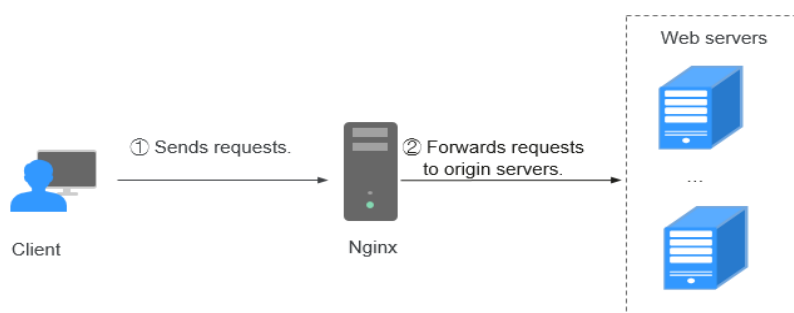 Web servers
① Sends requests.
② Forwards requests
to origin servers.
...
Client
Nginx